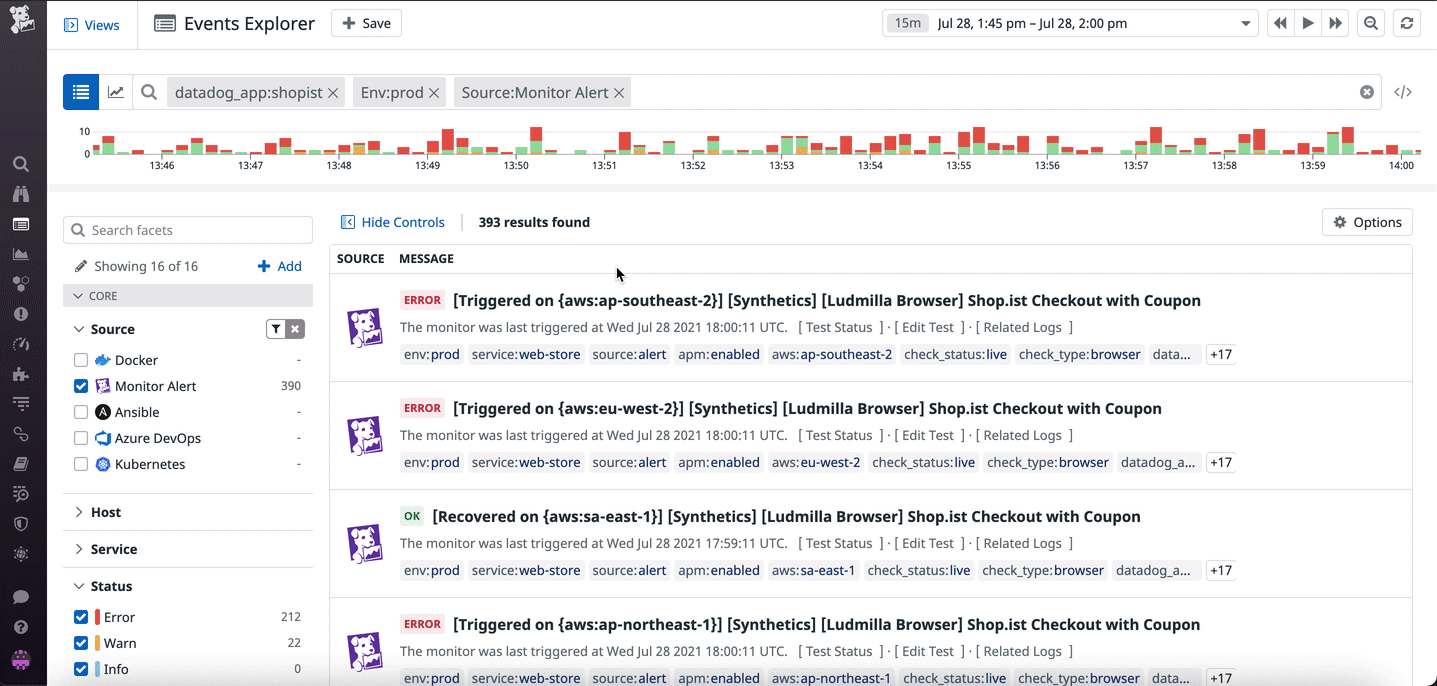 Views
Events Explorer
Save
15m Jul 28, 1:45 pm – Jul 28, 2:00 pm
datadog_app:shopist Env:prod Source:Monitor Alert
10
0
13:46 13:47 13:48 13:49 13:50 13:51 13:52 13:53 13:54 13:55 13:56 13:57 13:58 13:59 14:00
Search facets
Showing 16 of 16
Add
CORE
Source
Docker -
Monitor Alert 390
Ansible -
Azure DevOps -
Kubernetes -
Host
Service
Status
Error 212
Warn 22
Info 0
Hide Controls
393 results found
Options
SOURCE MESSAGE
ERROR [Triggered on {aws:ap-southeast-2}] [Synthetics] [Ludmilla Browser] Shop.ist Checkout with Coupon
The monitor was last triggered at Wed Jul 28 2021 18:00:11 UTC. [ Test Status ] · [ Edit Test ] · [ Related Logs ]
env:prod service:web-store source:alert apm:enabled aws:ap-southeast-2 check_status:live check_type:browser data... +17
ERROR [Triggered on {aws:eu-west-2}] [Synthetics] [Ludmilla Browser] Shop.ist Checkout with Coupon
The monitor was last triggered at Wed Jul 28 2021 18:00:11 UTC. [ Test Status ] · [ Edit Test ] · [ Related Logs ]
env:prod service:web-store source:alert apm:enabled aws:eu-west-2 check_status:live check_type:browser datadog_a... +17
OK [Recovered on {aws:sa-east-1}] [Synthetics] [Ludmilla Browser] Shop.ist Checkout with Coupon
The monitor was last triggered at Wed Jul 28 2021 17:59:11 UTC. [ Test Status ] · [ Edit Test ] · [ Related Logs ]
env:prod service:web-store source:alert apm:enabled aws:sa-east-1 check_status:live check_type:browser datadog_a... +17
ERROR [Triggered on {aws:ap-northeast-1}] [Synthetics] [Ludmilla Browser] Shop.ist Checkout with Coupon
The monitor was last triggered at Wed Jul 28 2021 18:00:11 UTC. [ Test Status ] · [ Edit Test ] · [ Related Logs ]
env:prod service:web-store source:alert apm:enabled aws:ap-northeast-1 check_status:live check_type:browser data... +17